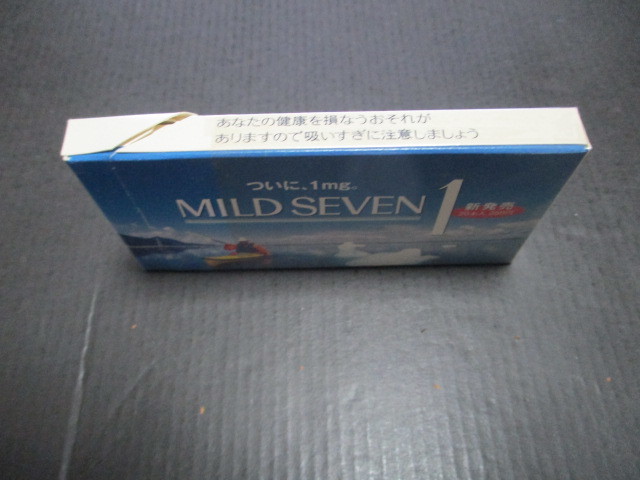 あなたの健康を損なうおそれが
ありますので吸いすぎに注意しましょう
ついに、1mg。
MILD SEVEN 1
新発売